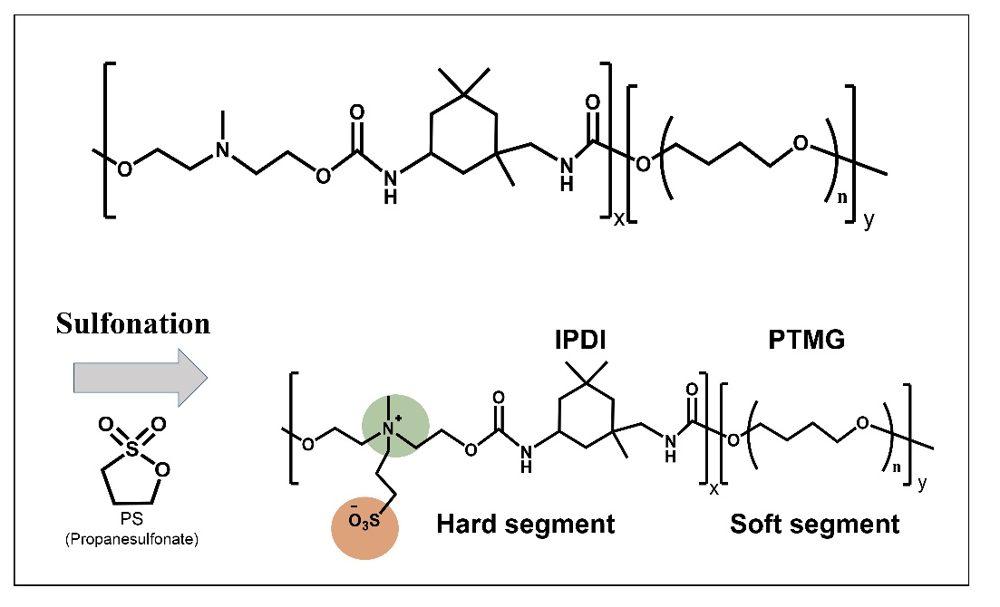 O
O
N
O
N
H
O
N
H
O
O
n
x
y
Sulfonation
IPDI
PTMG
O
O
S
O
PS
(Propanesulfonate)
O
N+
O
O
N
H
O
N
H
O
O
n
x
y
−O3S
Hard segment
Soft segment